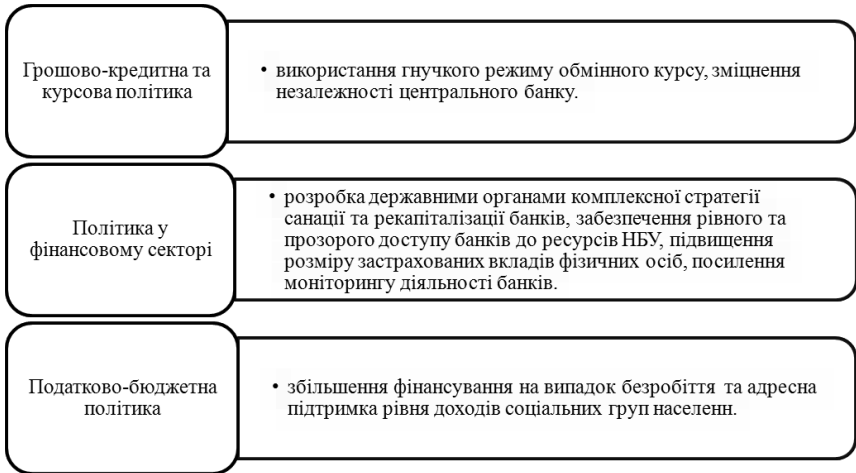 Грошово-кредитна та
курсова політика
• використання гнучкого режиму обмінного курсу, зміцнення
незалежності центрального банку.
Політика у
фінансовому секторі
• розробка державними органами комплексної стратегії
санації та рекапіталізації банків, забезпечення рівного та
прозорого доступу банків до ресурсів НБУ, підвищення
розміру застрахованих вкладів фізичних осіб, посилення
моніторингу діяльності банків.
Податково-бюджетна
політика
• збільшення фінансування на випадок безробіття та адресна
підтримка рівня доходів соціальних груп населенн.